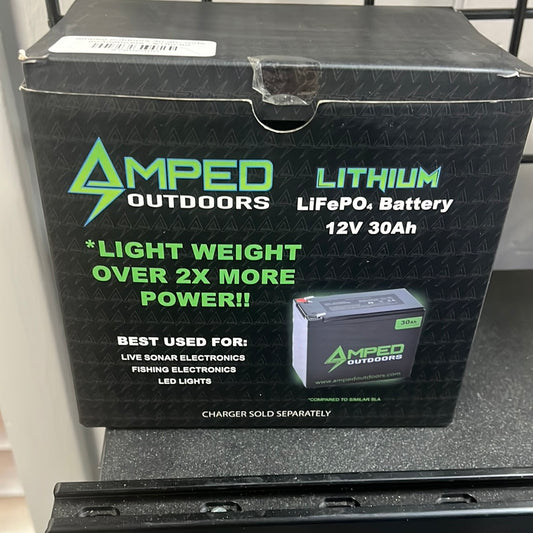 AMPED
OUTDOORS
LITHIUM
LiFePO₄ Battery
12V 30Ah
*LIGHT WEIGHT
OVER 2X MORE
POWER!!
BEST USED FOR:
LIVE SONAR ELECTRONICS
FISHING ELECTRONICS
LED LIGHTS
30Ah
AMPED
OUTDOORS
www.ampedoutdoors.com
*COMPARED TO SIMILAR SLA
CHARGER SOLD SEPARATELY